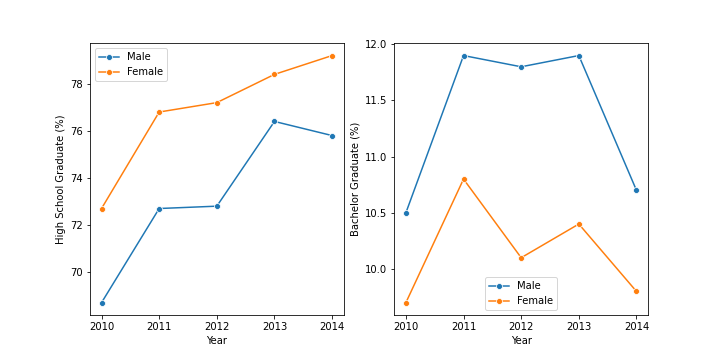 High School Graduate (%)
78
76
74
72
70
Male
Female
2010 2011 2012 2013 2014
Year
Bachelor Graduate (%)
12.0
11.5
11.0
10.5
10.0
Male
Female
2010 2011 2012 2013 2014
Year